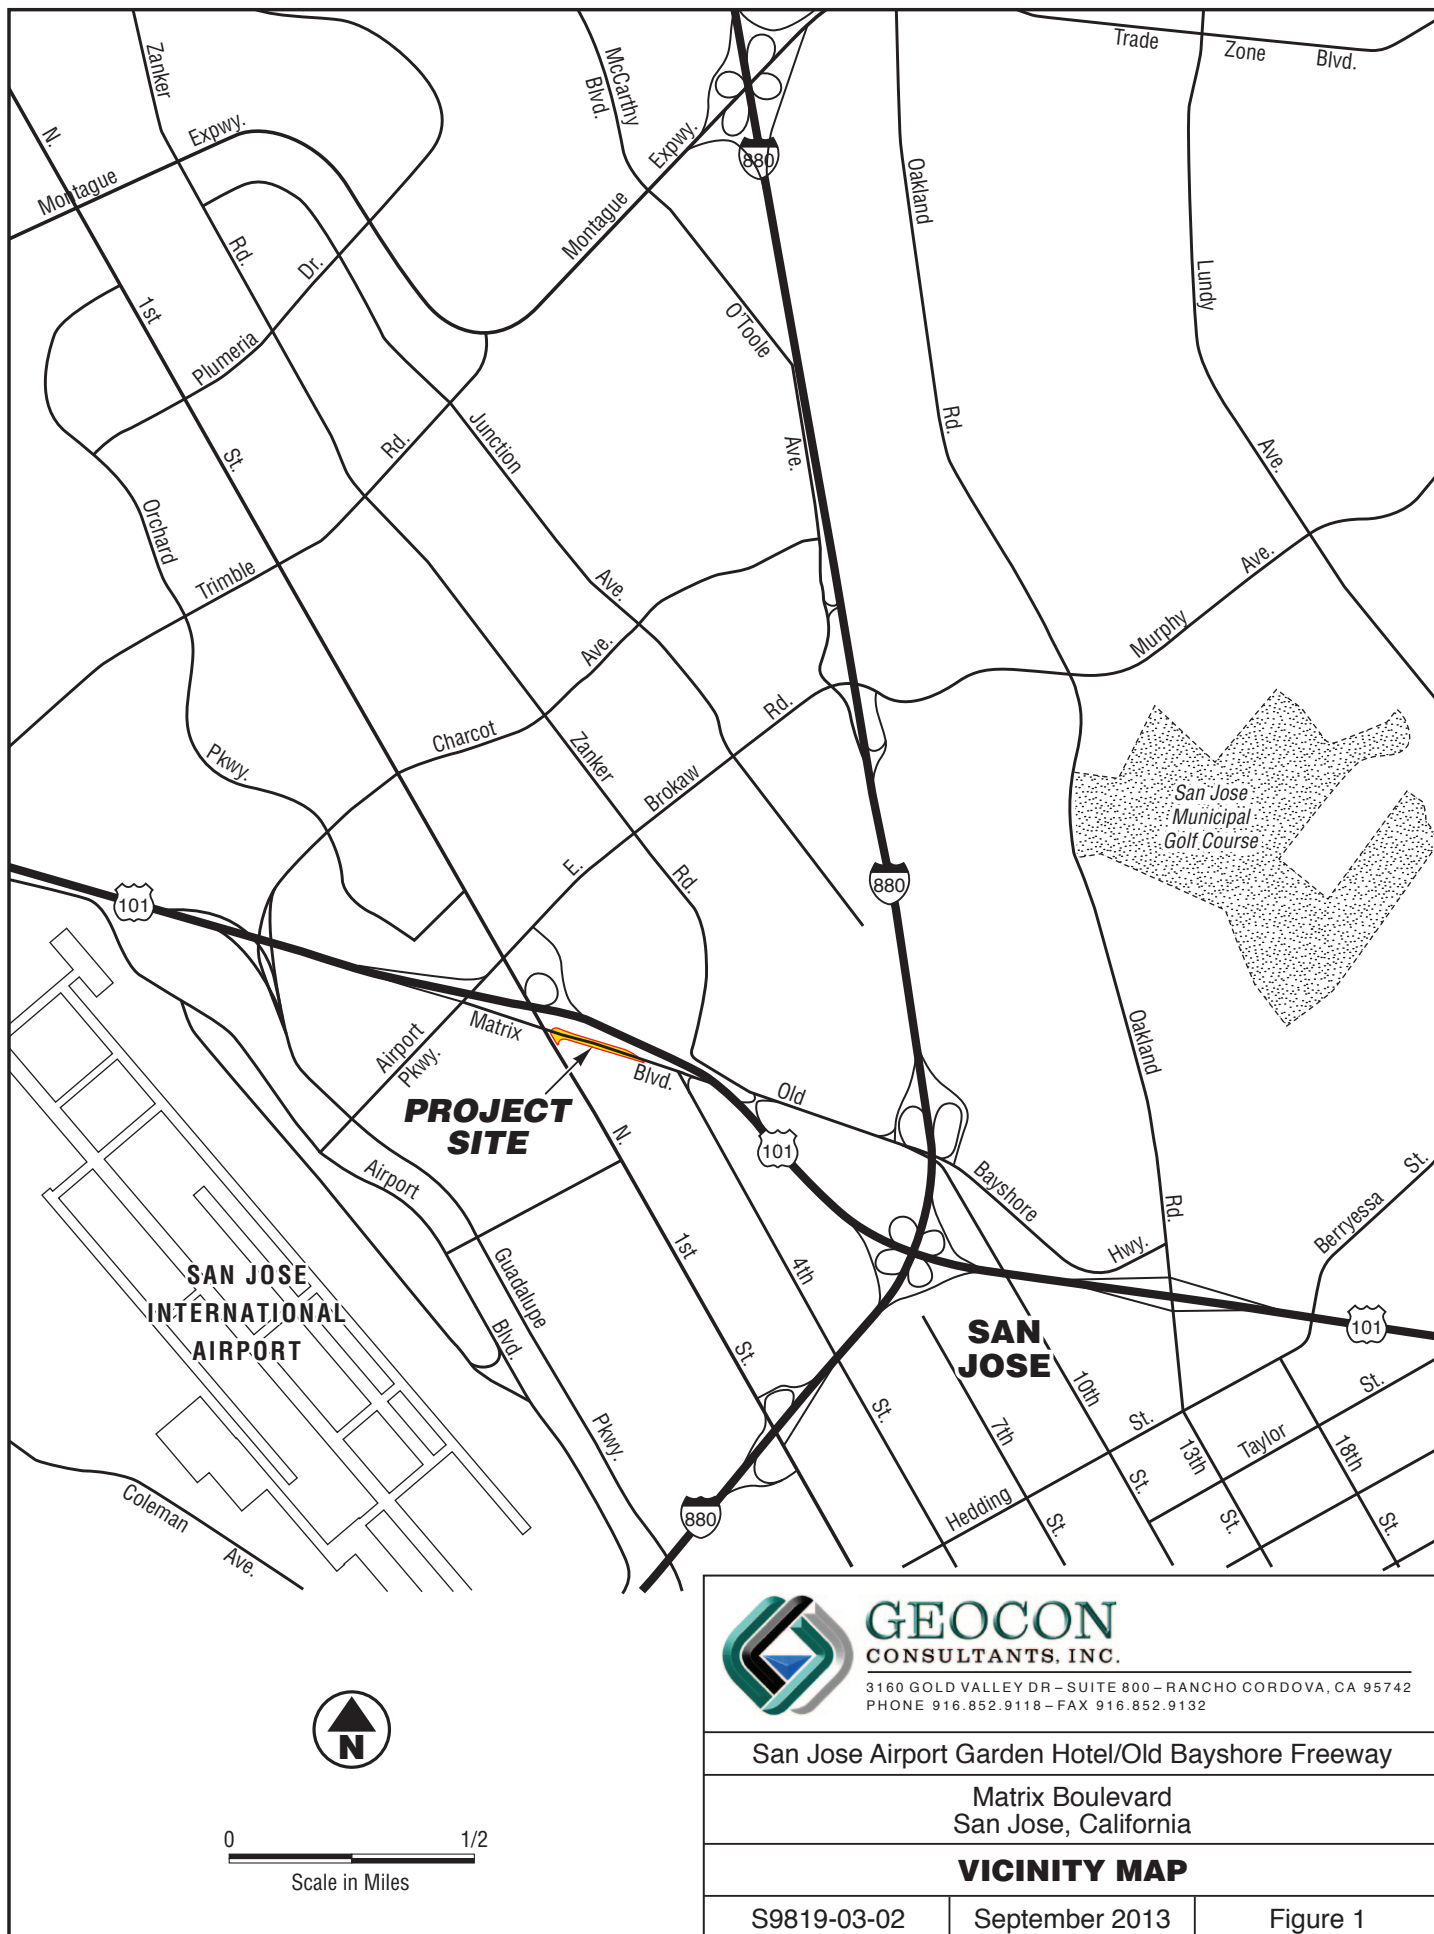 Zanker
McCarthy
Blvd.
Trade
Zone
Blvd.
N.
Expwy.
Montague
880
Expwy.
Montague
Oakland
Rd.
Dr.
1st
Plumeria
O'Toole
Lundy
St.
Rd.
Junction
Ave.
Rd.
Ave.
Orchard
Trimble
Ave.
Ave.
Ave.
Murphy
Charcot
Rd.
Pkwy.
Zanker
Brokaw
E.
Rd.
San Jose
Municipal
Golf Course
880
101
Matrix
Airport
Pkwy.
Blvd.
Old
Oakland
PROJECT
SITE
N.
101
Airport
Bayshore
Rd.
Hwy.
Berryessa
St.
1st
4th
Guadalupe
SAN JOSE
INTERNATIONAL
AIRPORT
Blvd.
St.
SAN
JOSE
101
10th
St.
7th
St.
St.
13th
Taylor
St.
18th
Pkwy.
St.
Hedding
St.
St.
St.
Coleman
Ave.
880
GEOCON
CONSULTANTS, INC.
3160 GOLD VALLEY DR – SUITE 800 – RANCHO CORDOVA, CA 95742
PHONE 916.852.9118 – FAX 916.852.9132
N
San Jose Airport Garden Hotel/Old Bayshore Freeway
Matrix Boulevard
San Jose, California
0 1/2
Scale in Miles
VICINITY MAP
S9819-03-02 September 2013 Figure 1